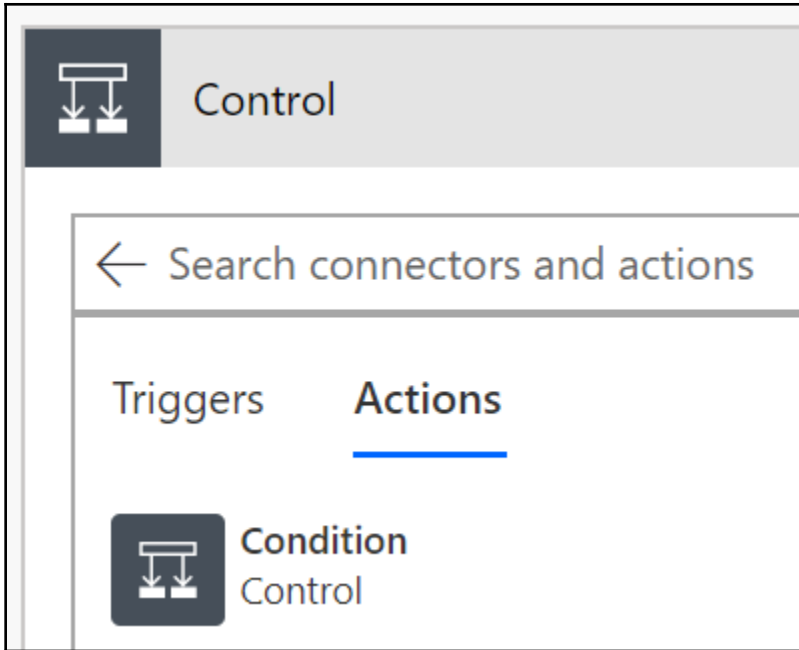 Control
Search connectors and actions
Triggers Actions
Condition
Control